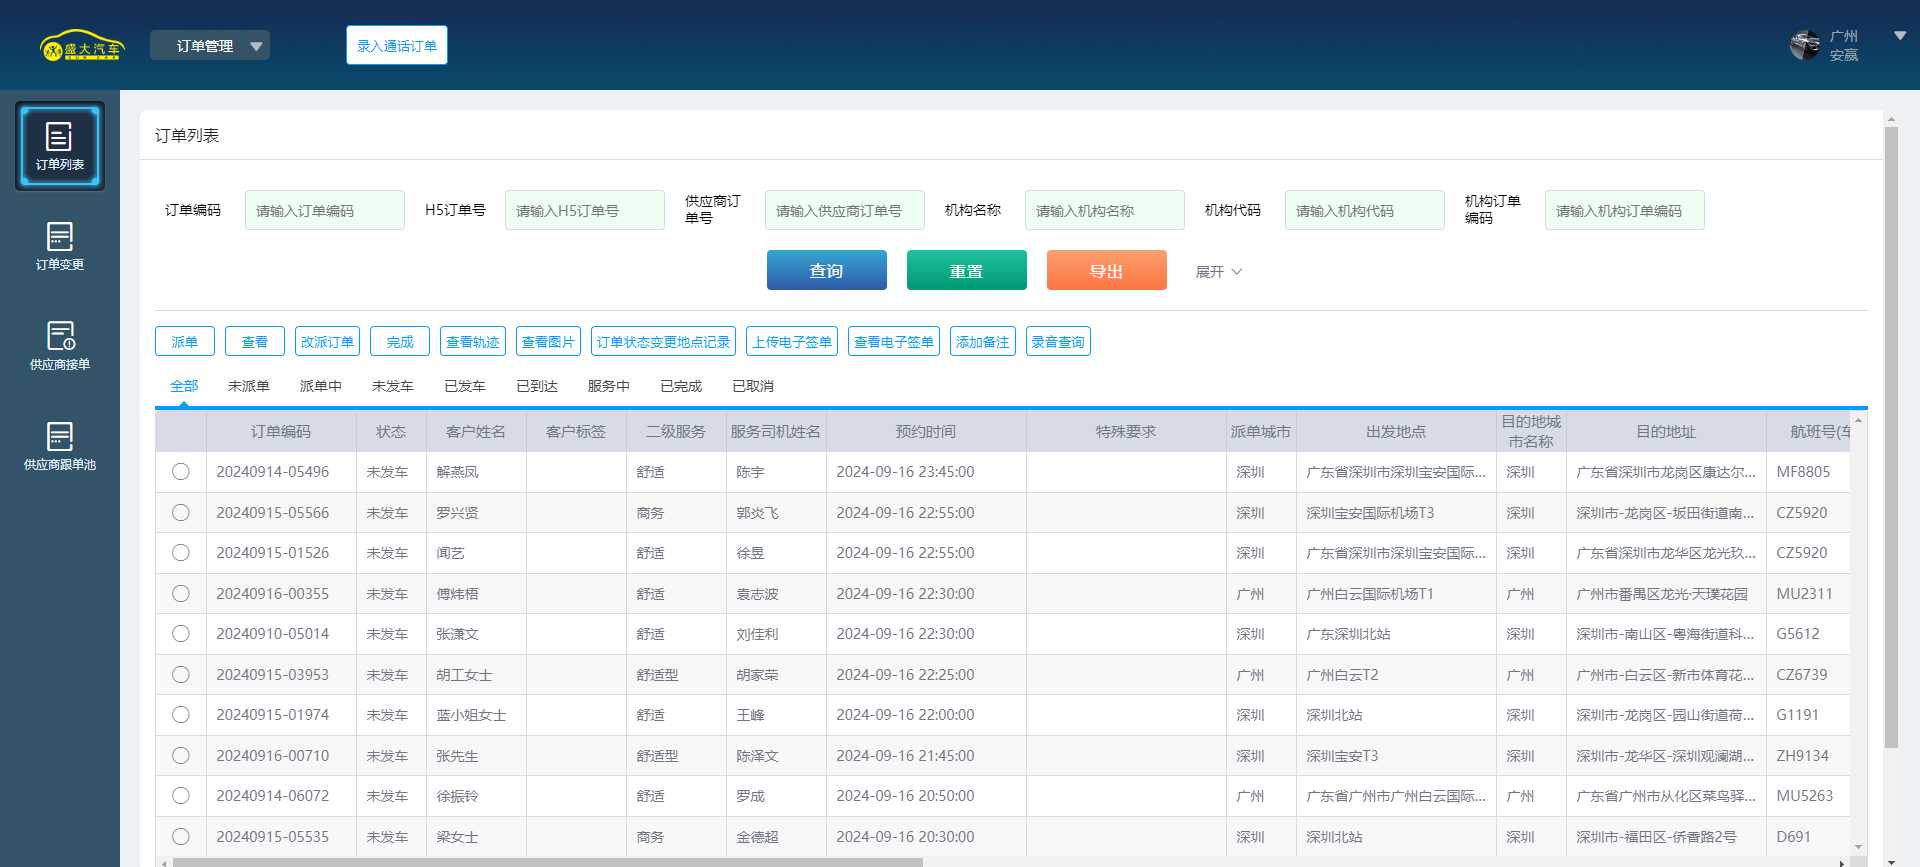 盛大汽车
订单管理
录入通话订单
广州
安赢
订单列表
订单变更
供应商接单
供应商跟单池
订单列表
订单编码 请输入订单编码 H5订单号 请输入H5订单号 供应商订单号 请输入供应商订单号 机构名称 请输入机构名称 机构代码 请输入机构代码 机构订单编码 请输入机构订单编码
查询 重置 导出 展开
派单 查看 改派订单 完成 查看轨迹 查看图片 订单状态变更地点记录 上传电子签单 查看电子签单 添加备注 录音查询
全部 未派单 派单中 未发车 已发车 已到达 服务中 已完成 已取消
订单编码 状态 客户姓名 客户标签 二级服务 服务司机姓名 预约时间 特殊要求 派单城市 出发地点 目的地城市名称 目的地址 航班号(车
20240914-05496 未发车 解燕凤 舒适 陈宇 2024-09-16 23:45:00 深圳 广东省深圳市深圳宝安国际... 深圳 广东省深圳市龙岗区康达尔... MF8805
20240915-05566 未发车 罗兴贤 商务 郭炎飞 2024-09-16 22:55:00 深圳 深圳宝安国际机场T3 深圳 深圳市-龙岗区-坂田街道南... CZ5920
20240915-01526 未发车 闻艺 舒适 徐昱 2024-09-16 22:55:00 深圳 广东省深圳市深圳宝安国际... 深圳 广东省深圳市龙华区龙光玖... CZ5920
20240916-00355 未发车 傅炜梧 舒适 袁志波 2024-09-16 22:30:00 广州 广州白云国际机场T1 广州 广州市番禺区龙光·天璞花园 MU2311
20240910-05014 未发车 张潇文 舒适 刘佳利 2024-09-16 22:30:00 深圳 广东深圳北站 深圳 深圳市-南山区-粤海街道科... G5612
20240915-03953 未发车 胡工女士 舒适型 胡家荣 2024-09-16 22:25:00 广州 广州白云T2 广州 广州市-白云区-新市体育花... CZ6739
20240915-01974 未发车 蓝小姐女士 舒适 王峰 2024-09-16 22:00:00 深圳 深圳北站 深圳 深圳市-龙岗区-园山街道荷... G1191
20240916-00710 未发车 张先生 舒适型 陈泽文 2024-09-16 21:45:00 深圳 深圳宝安T3 深圳 深圳市-龙华区-深圳观澜湖... ZH9134
20240914-06072 未发车 徐振铃 舒适 罗成 2024-09-16 20:50:00 广州 广东省广州市广州白云国际... 广州 广东省广州市从化区菜鸟驿... MU5263
20240915-05535 未发车 梁女士 商务 金德超 2024-09-16 20:30:00 深圳 深圳北站 深圳 深圳市-福田区-侨香路2号 D691